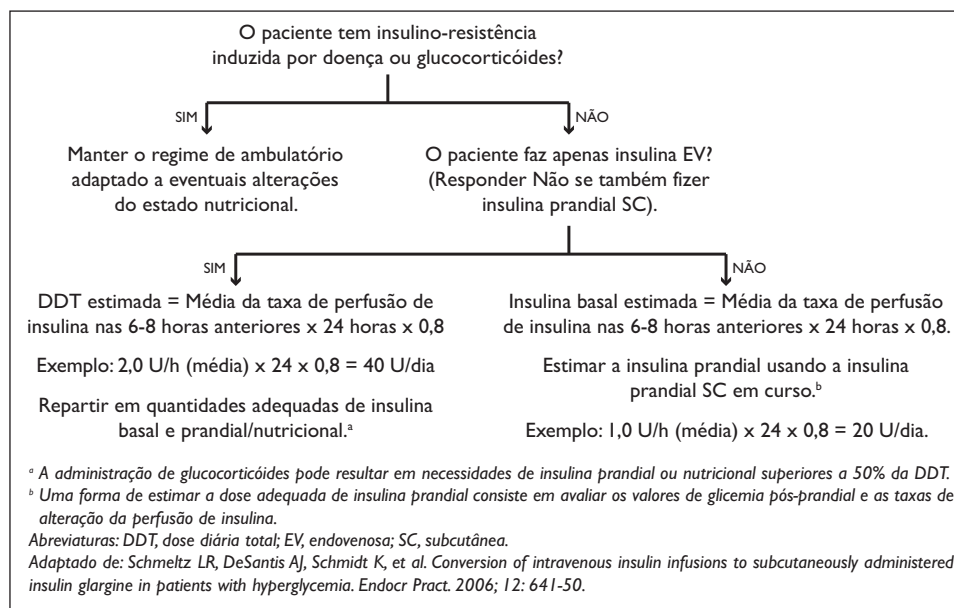 O paciente tem insulino-resistência
induzida por doença ou glucocorticóides?
SIM
NÃO
Manter o regime de ambulatório
adaptado a eventuais alterações
do estado nutricional.
O paciente faz apenas insulina EV?
(Responder Não se também fizer
insulina prandial SC).
SIM
NÃO
DDT estimada = Média da taxa de perfusão de
insulina nas 6-8 horas anteriores x 24 horas x 0,8
Exemplo: 2,0 U/h (média) x 24 x 0,8 = 40 U/dia
Repartir em quantidades adequadas de insulina
basal e prandial/nutricional.ª
Insulina basal estimada = Média da taxa de perfusão
de insulina nas 6-8 horas anteriores x 24 horas x 0,8.
Estimar a insulina prandial usando a insulina
prandial SC em curso.ᵇ
Exemplo: 1,0 U/h (média) x 24 x 0,8 = 20 U/dia.
ª A administração de glucocorticóides pode resultar em necessidades de insulina prandial ou nutricional superiores a 50% da DDT.
ᵇ Uma forma de estimar a dose adequada de insulina prandial consiste em avaliar os valores de glicemia pós-prandial e as taxas de
alteração da perfusão de insulina.
Abreviaturas: DDT, dose diária total; EV, endovenosa; SC, subcutânea.
Adaptado de: Schmeltz LR, DeSantis AJ, Schmidt K, et al. Conversion of intravenous insulin infusions to subcutaneously administered
insulin glargine in patients with hyperglycemia. Endocr Pract. 2006; 12: 641-50.